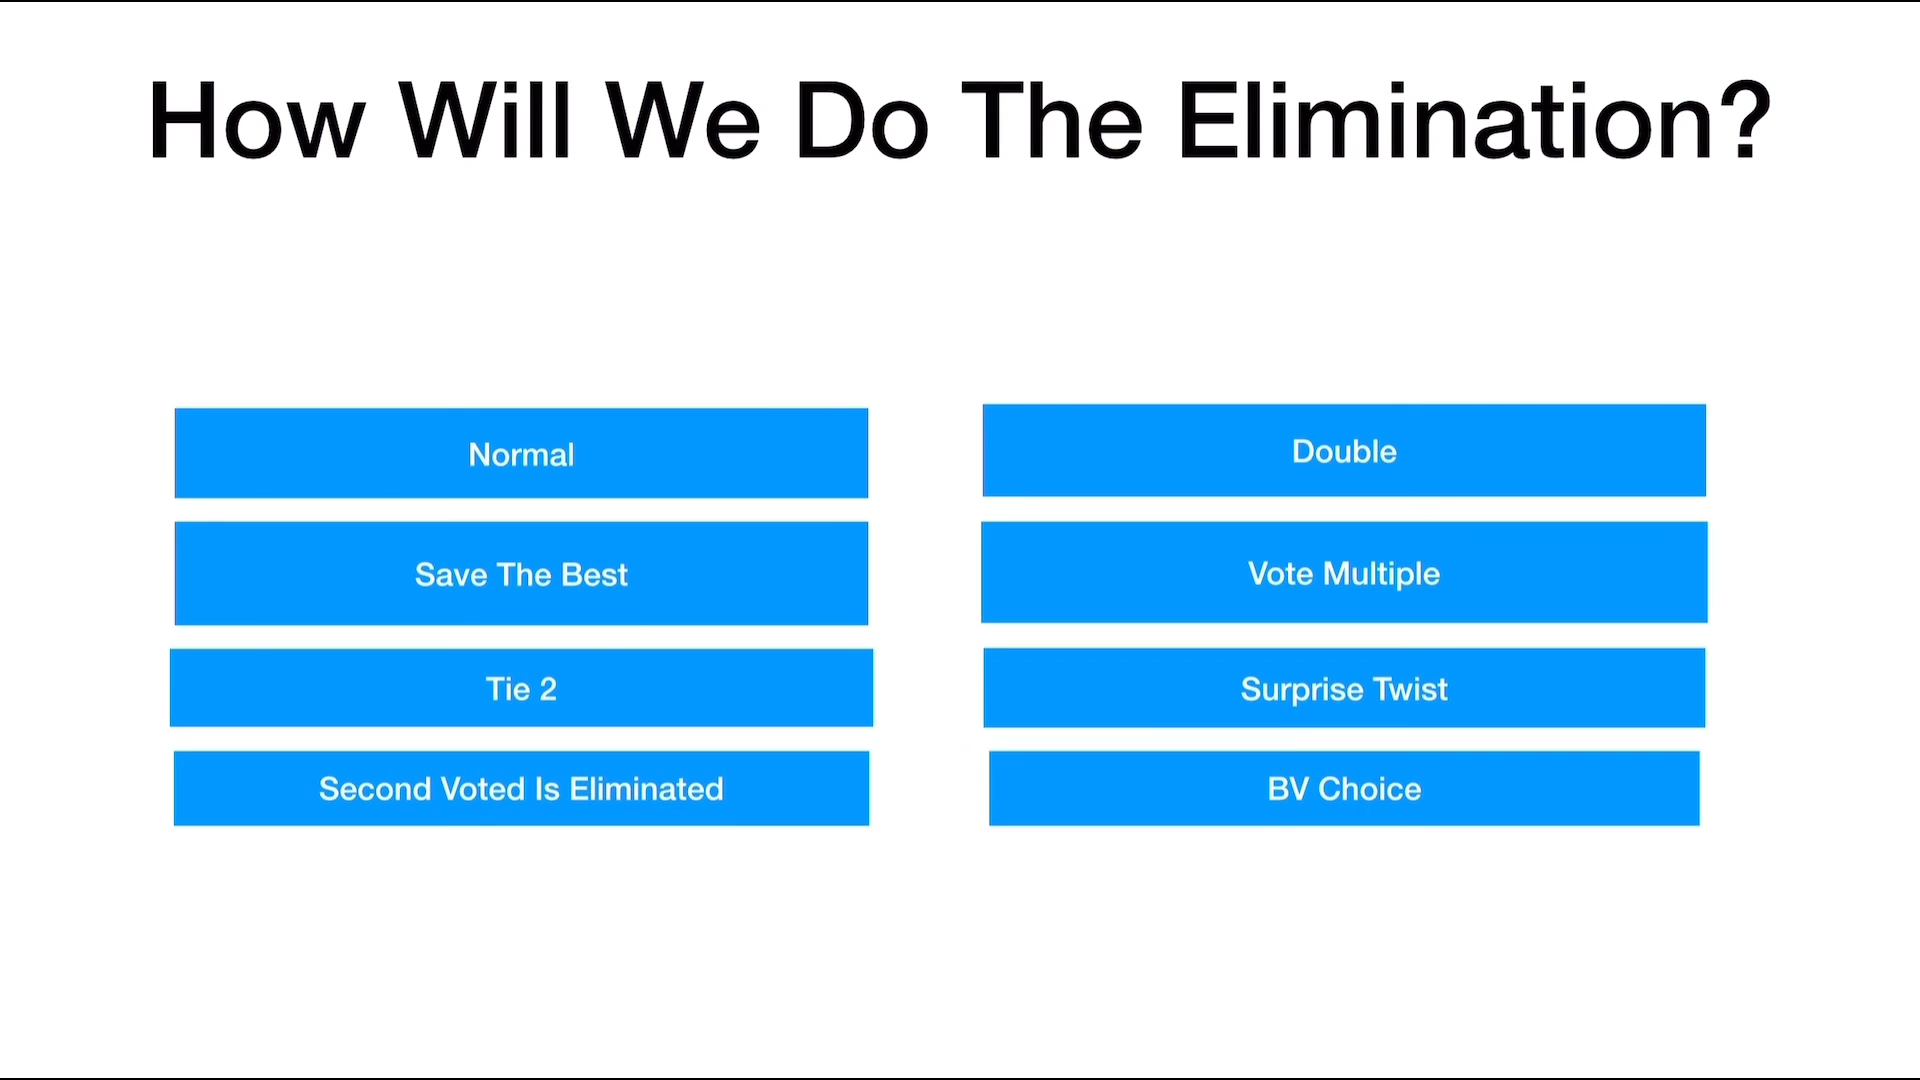 How Will We Do The Elimination?
Normal
Double
Save The Best
Vote Multiple
Tie 2
Surprise Twist
Second Voted Is Eliminated
BV Choice